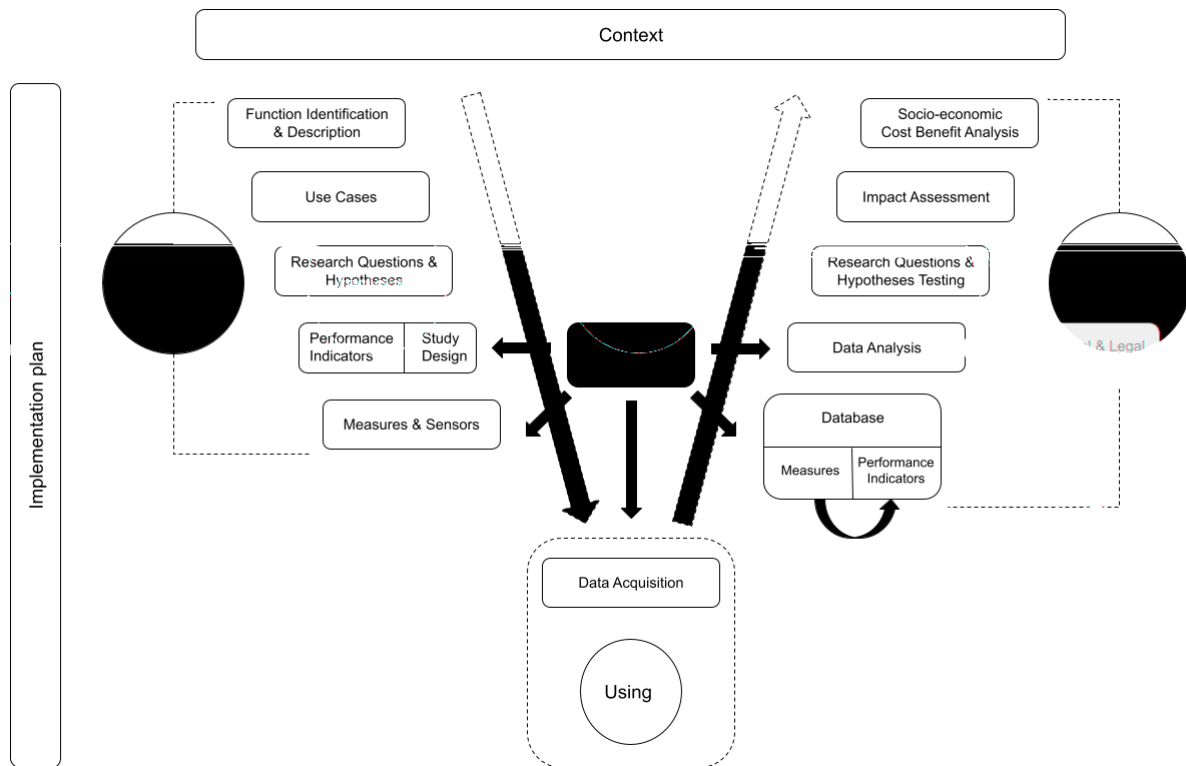 Context
Implementation plan
Function Identification
& Description
Use Cases
Research Questions &
Hypotheses
Performance
Indicators
Study
Design
Measures & Sensors
Socio-economic
Cost Benefit Analysis
Impact Assessment
Research Questions &
Hypotheses Testing
Data Analysis
& Legal
Database
Measures
Performance
Indicators
Data Acquisition
Using